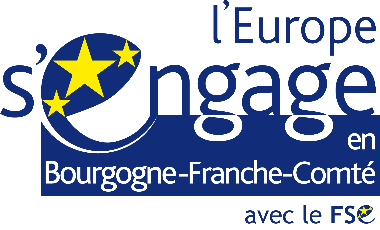 l'Europe
s'engage
en
Bourgogne-Franche-Comté
avec le FSe